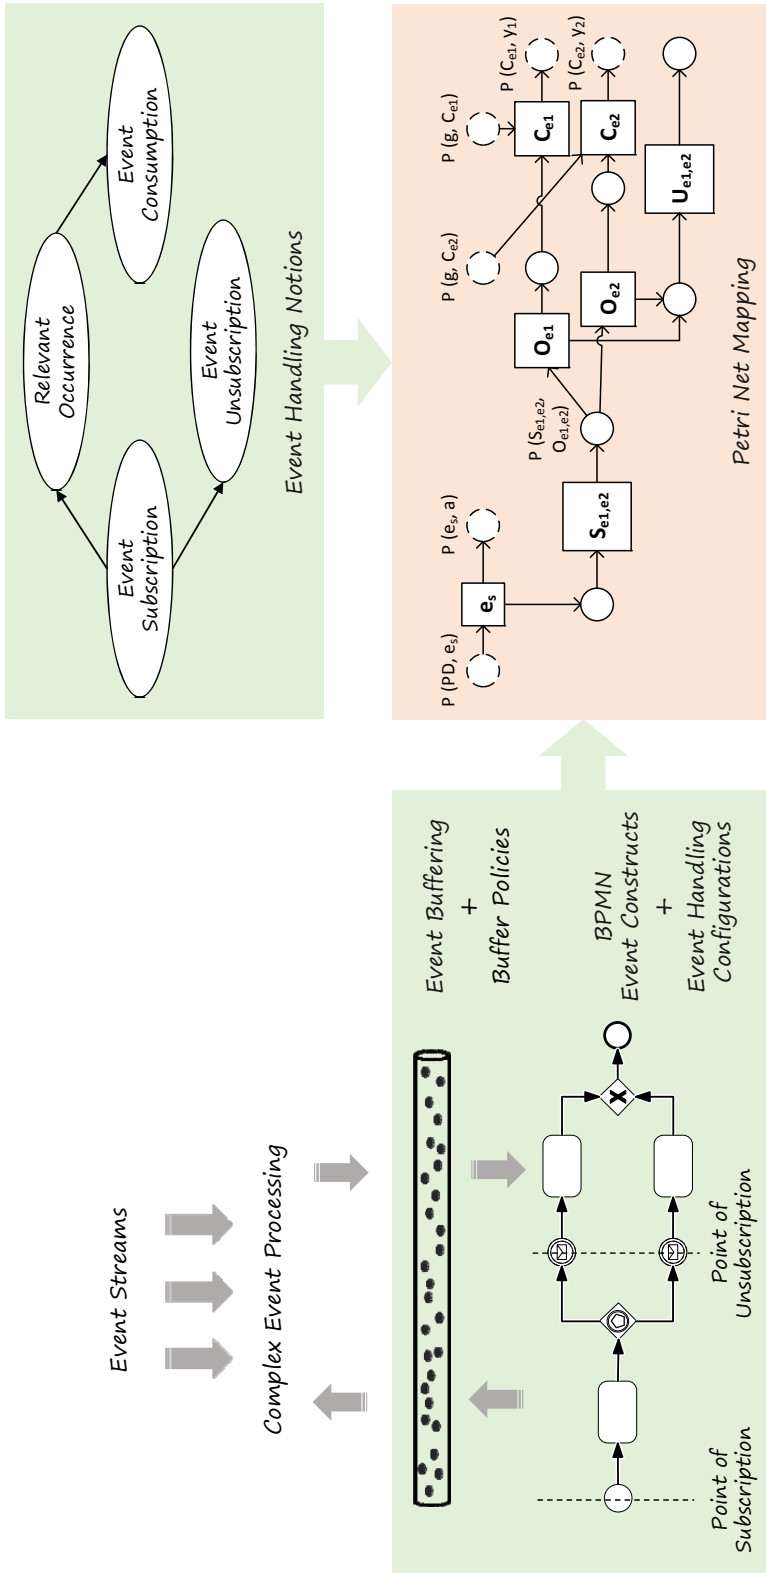 Event Streams
Complex Event Processing
Event Buffering
+
Buffer Policies
BPMN
Event Constructs
+
Event Handling
Configurations
X
Point of
Subscription
Point of
Unsubscription
Event
Subscription
Relevant
Occurrence
Event
Consumption
Event
Unsubscription
Event Handling Notions
P (PD, es)
es
P (es, a)
Se1,e2
P (Se1,e2,
Oe1,e2)
Oe1
Oe2
P (g, Ce2)
P (g, Ce1)
Ce1
Ce2
P (Ce1, y1)
P (Ce2, y2)
Ue1,e2
Petri Net Mapping